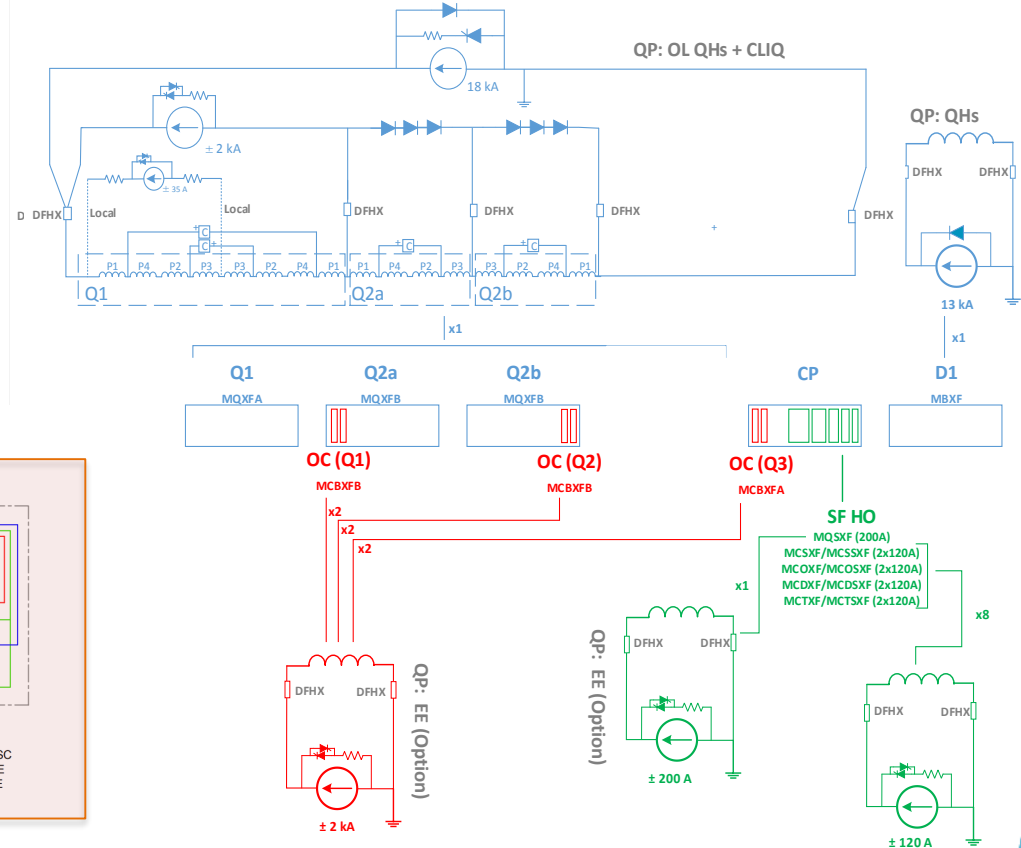 QP: OL QHs + CLIQ
18 kA
± 2 kA
± 35 A
QP: QHs
DFHX
DFHX
13 kA
x1
D
DFHX
Local
Local
DFHX
DFHX
DFHX
DFHX
+
C
+
C
+
C
+
C
+
P1 P4 P2 P3 P3 P2 P4 P1 P1 P4 P2 P3 P3 P2 P4 P1
Q1
Q2a
Q2b
x1
Q1
Q2a
Q2b
CP
D1
MQXFA
MQXFB
MQXFB
MBXF
OC (Q1)
MCBXFB
OC (Q2)
MCBXFB
OC (Q3)
MCBXFA
x2
x2
x2
SF HO
MQSXF (200A)
MCSXF/MCSSXF (2x120A)
MCOXF/MCOSXF (2x120A)
MCDXF/MCDSXF (2x120A)
MCTXF/MCTSXF (2x120A)
x1
x8
DFHX
DFHX
QP: EE (Option)
± 2 kA
QP: EE (Option)
DFHX
DFHX
± 200 A
DFHX
DFHX
± 120 A
SC
E
E